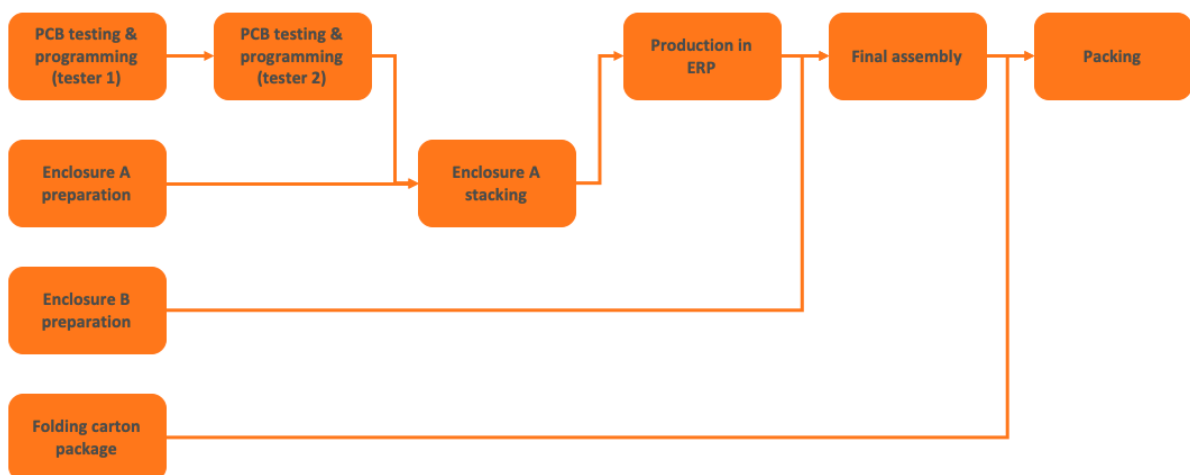 PCB testing &
programming
(tester 1)
PCB testing &
programming
(tester 2)
Production in
ERP
Final assembly
Packing
Enclosure A
preparation
Enclosure A
stacking
Enclosure B
preparation
Folding carton
package